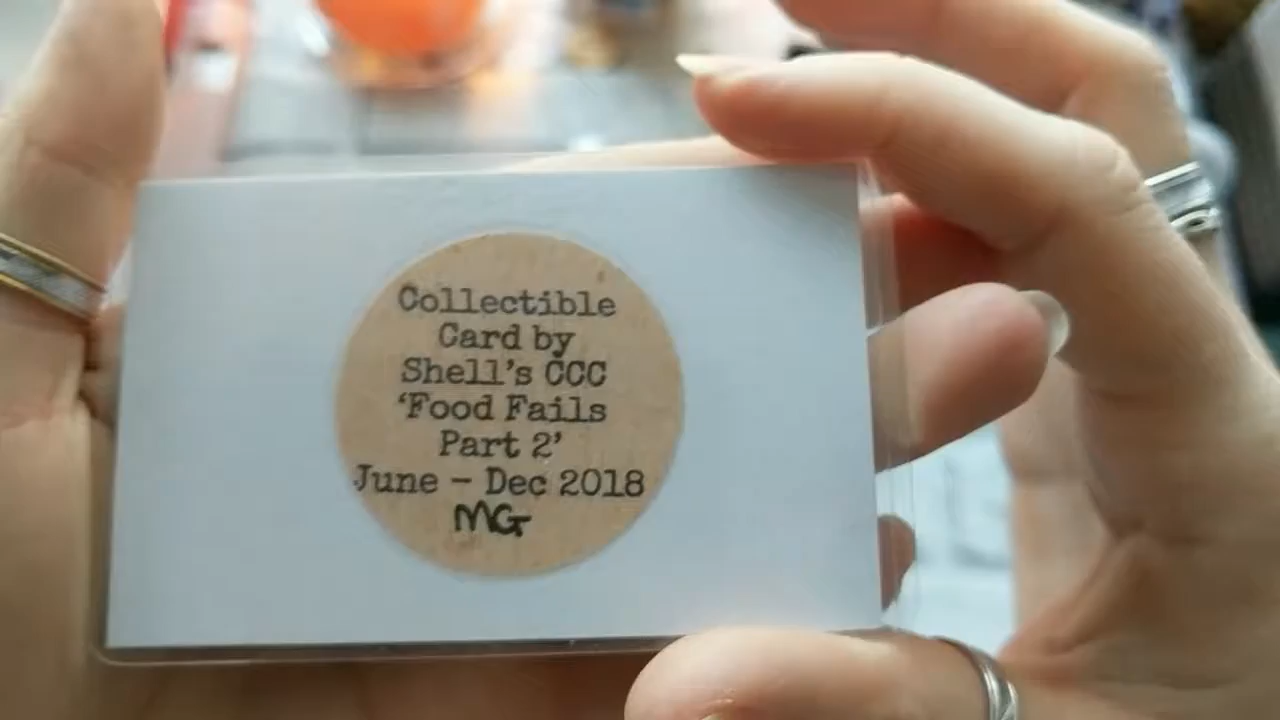 Collectible
Card by
Shell's CCC
'Food Fails
Part 2'
June - Dec 2018
MG